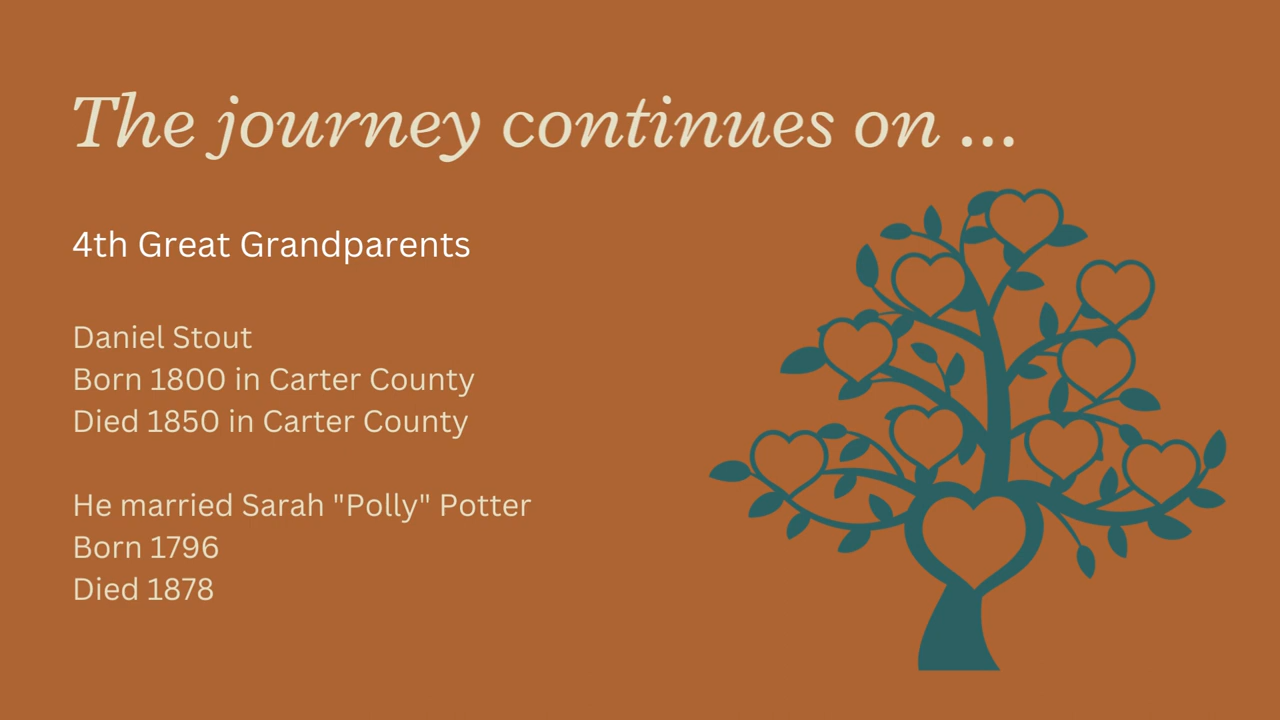 The journey continues on ...
4th Great Grandparents
Daniel Stout
Born 1800 in Carter County
Died 1850 in Carter County
He married Sarah "Polly" Potter
Born 1796
Died 1878